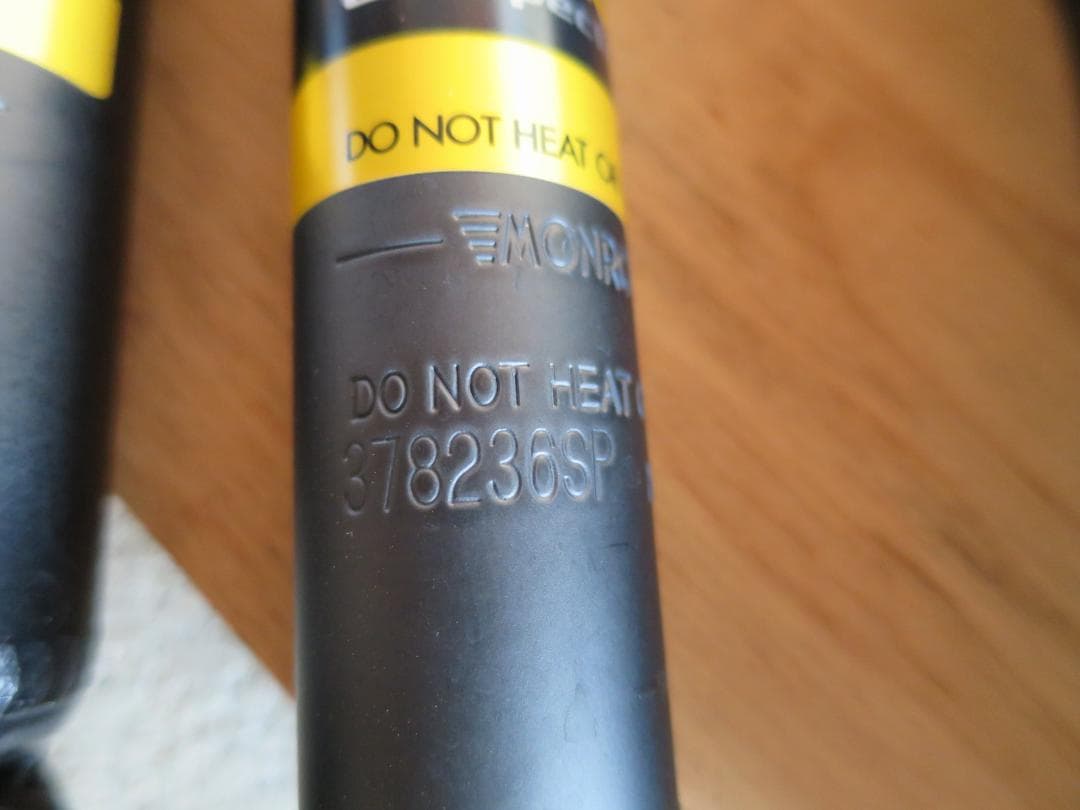 DO NOT HEAT
MONR
DO NOT HEAT
378236SP